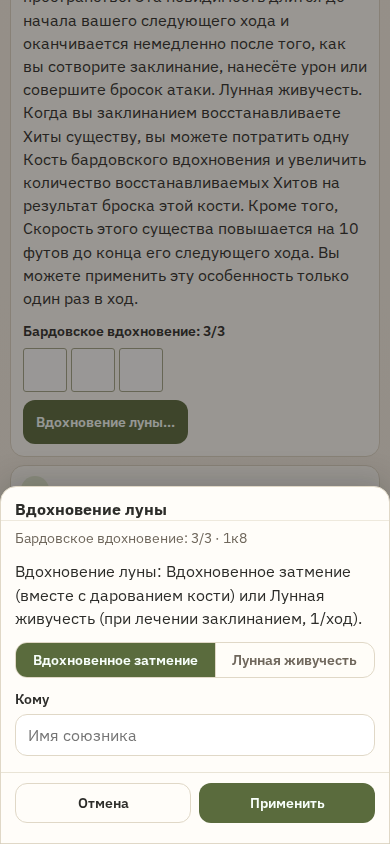 начала вашего следующего хода и
оканчивается немедленно после того, как
вы сотворите заклинание, нанесёте урон или
совершите бросок атаки. Лунная живучесть.
Когда вы заклинанием восстанавливаете
Хиты существу, вы можете потратить одну
Кость бардовского вдохновения и увеличить
количество восстанавливаемых Хитов на
результат броска этой кости. Кроме того,
Скорость этого существа повышается на 10
футов до конца его следующего хода. Вы
можете применить эту особенность только
один раз в ход.
Бардовское вдохновение: 3/3
Вдохновение луны...
Вдохновение луны
Бардовское вдохновение: 3/3 · 1к8
Вдохновение луны: Вдохновенное затмение
(вместе с дарованием кости) или Лунная
живучесть (при лечении заклинанием, 1/ход).
Вдохновенное затмение
Лунная живучесть
Кому
Имя союзника
Отмена
Применить